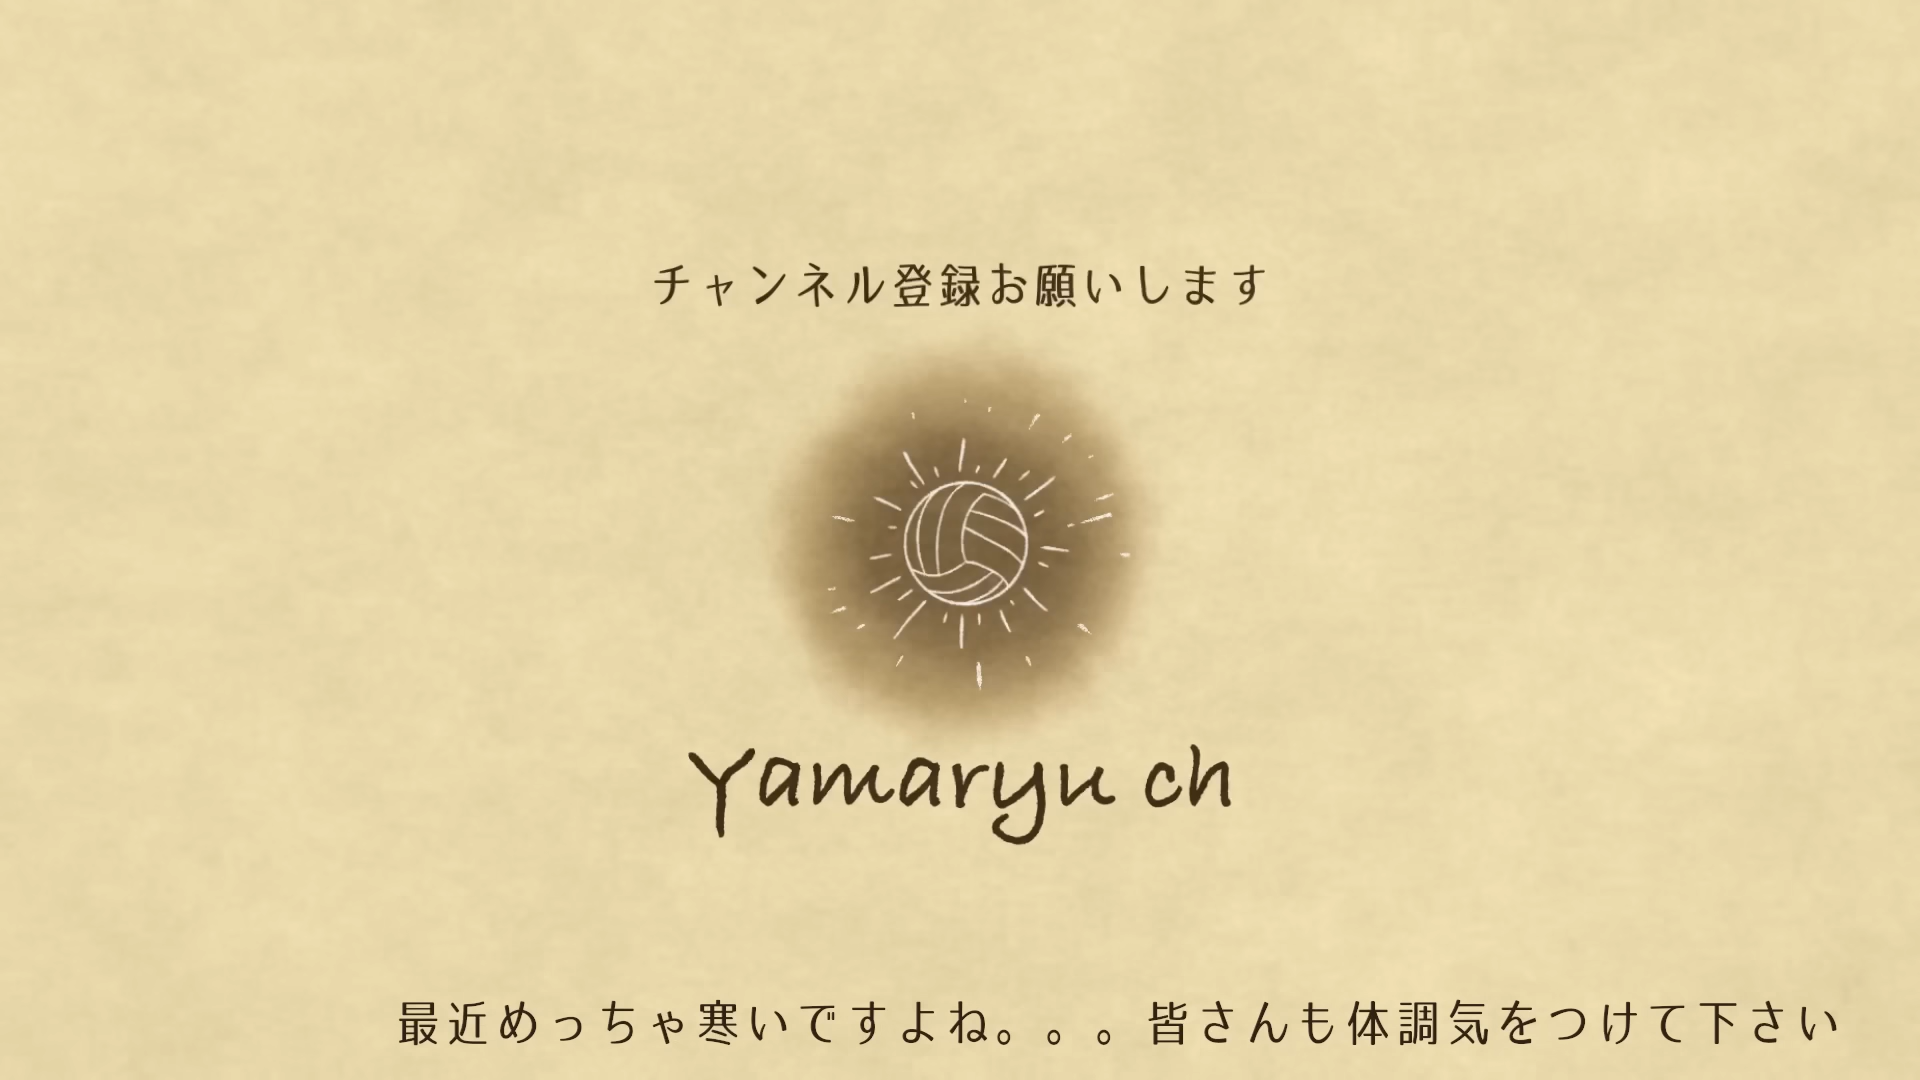 チャンネル登録お願いします
Yamaryu ch
最近めっちゃ寒いですよね。。。皆さんも体調気をつけて下さい